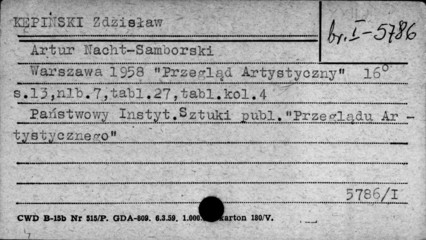 KĘPIŃSKI Zdzisław
br. I-5786
Artur Nacht-Samborski
Warszawa 1958 "Przegląd Artystyczny" 16°
s.13,nlb.7,tabl.27,tabl.kol.4
Państwowy Instyt.Sztuki publ."Przeglądu Ar-
tystycznego"
5786/I
CWD B-15b Nr 515/P. GDA-809. 6.3.59. 1.000. karton 180/V.